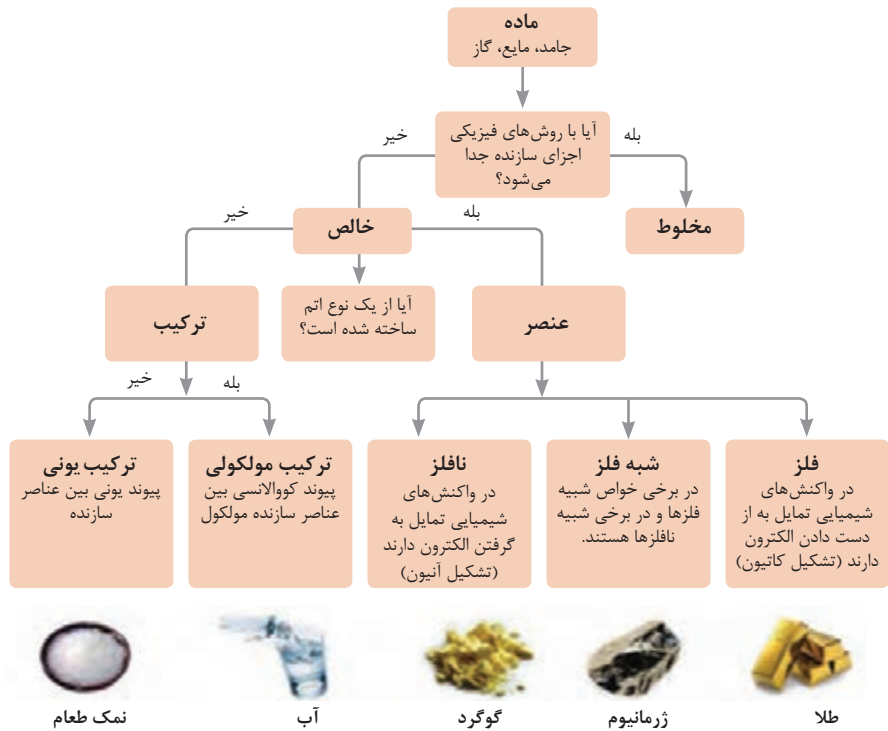 ماده
جامد، مایع، گاز
آیا با روش‌های فیزیکی
اجزای سازنده جدا
می‌شود؟
بله
خیر
مخلوط
خالص
بله
خیر
آیا از یک نوع اتم
ساخته شده است؟
عنصر
ترکیب
بله
خیر
فلز
در واکنش‌های
شیمیایی تمایل به از
دست دادن الکترون
دارند (تشکیل کاتیون)
شبه فلز
در برخی خواص شبیه
فلزها و در برخی شبیه
نافلزها هستند.
نافلز
در واکنش‌های
شیمیایی تمایل به
گرفتن الکترون دارند
(تشکیل آنیون)
ترکیب مولکولی
پیوند کووالانسی بین
عناصر سازنده مولکول
ترکیب یونی
پیوند یونی بین عناصر
سازنده
طلا
ژرمانیوم
گوگرد
آب
نمک طعام